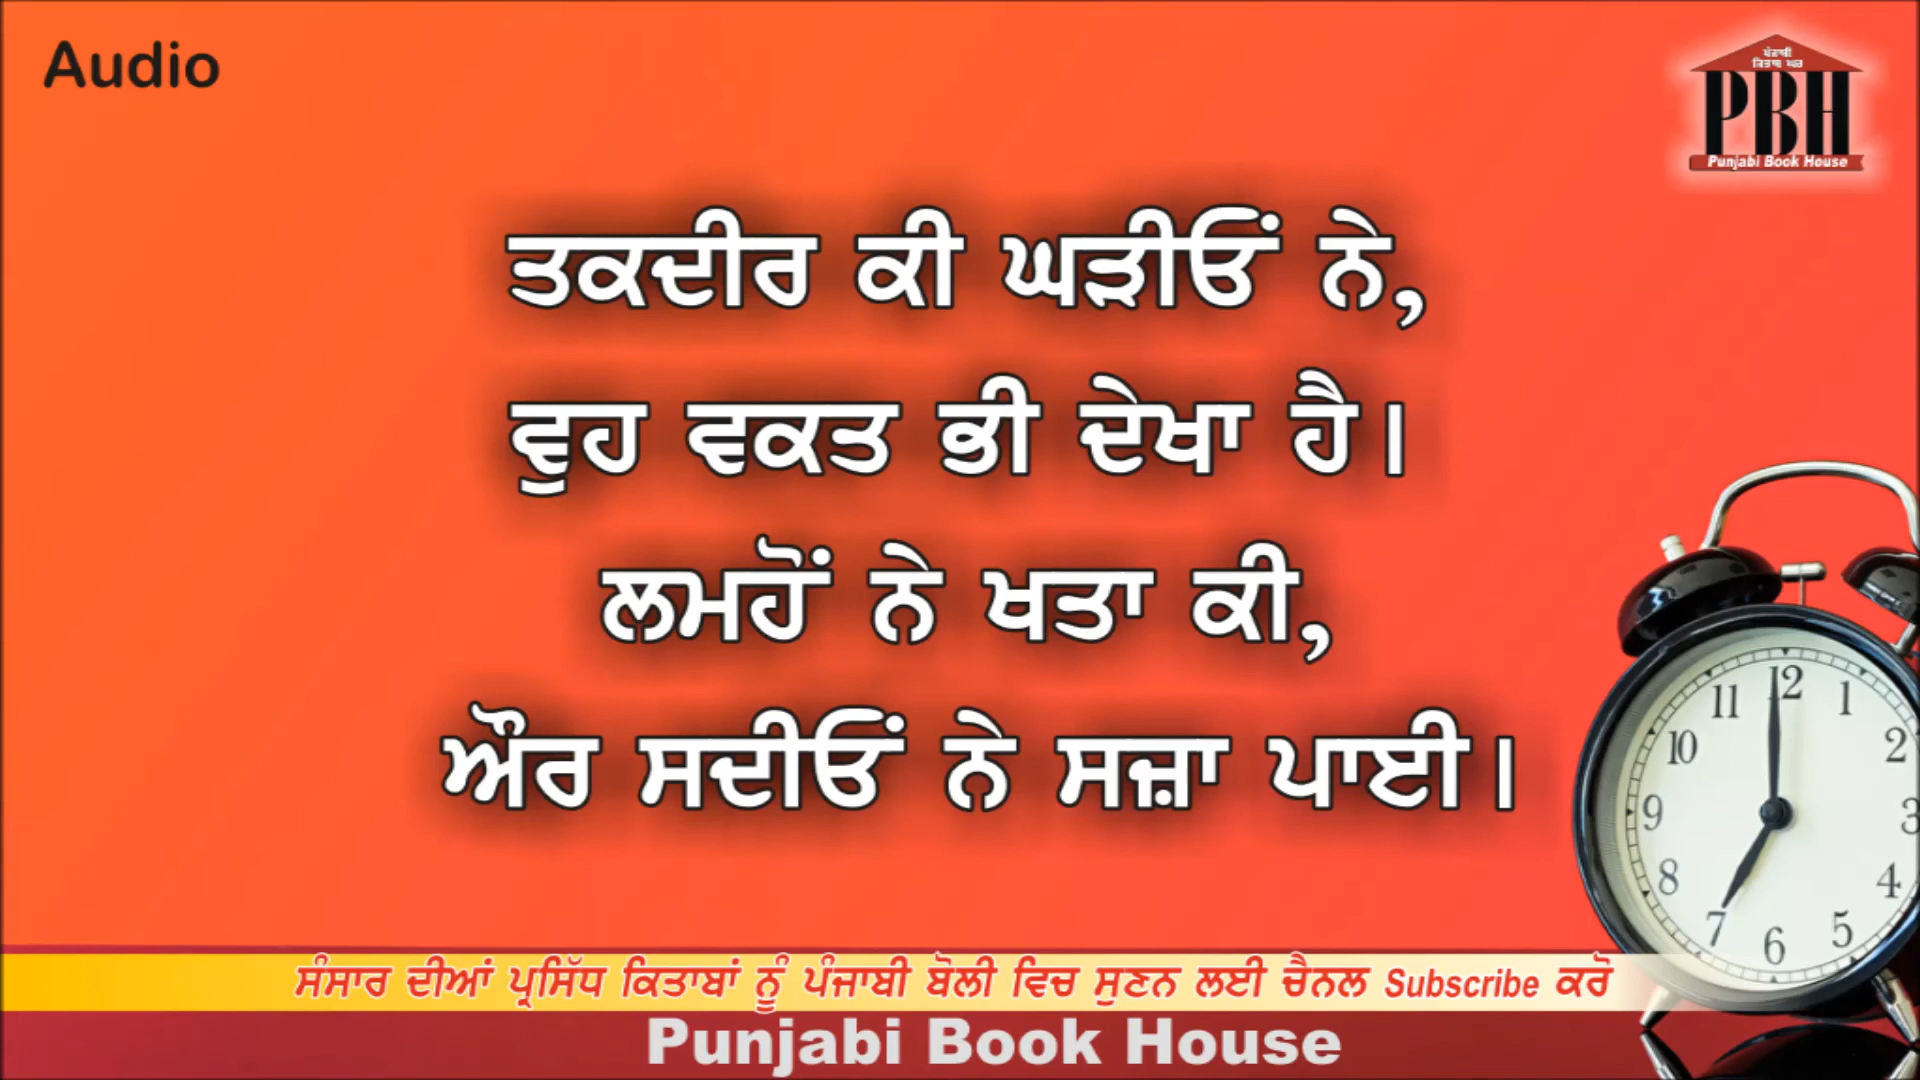 Audio
ਪੰਜਾਬੀ
ਕਿਤਾਬ ਘਰ
PBH
Punjabi Book House
ਤਕਦੀਰ ਕੀ ਘੜੀਓਂ ਨੇ,
ਵੁਹ ਵਕਤ ਭੀ ਦੇਖਾ ਹੈ।
ਲਮਹੋਂ ਨੇ ਖਤਾ ਕੀ,
ਔਰ ਸਦੀਓਂ ਨੇ ਸਜ਼ਾ ਪਾਈ।
12
1
2
3
4
5
6
7
8
9
10
11
ਸੰਸਾਰ ਦੀਆਂ ਪ੍ਰਸਿੱਧ ਕਿਤਾਬਾਂ ਨੂੰ ਪੰਜਾਬੀ ਬੋਲੀ ਵਿਚ ਸੁਣਨ ਲਈ ਚੈਨਲ Subscribe ਕਰੋ
Punjabi Book House